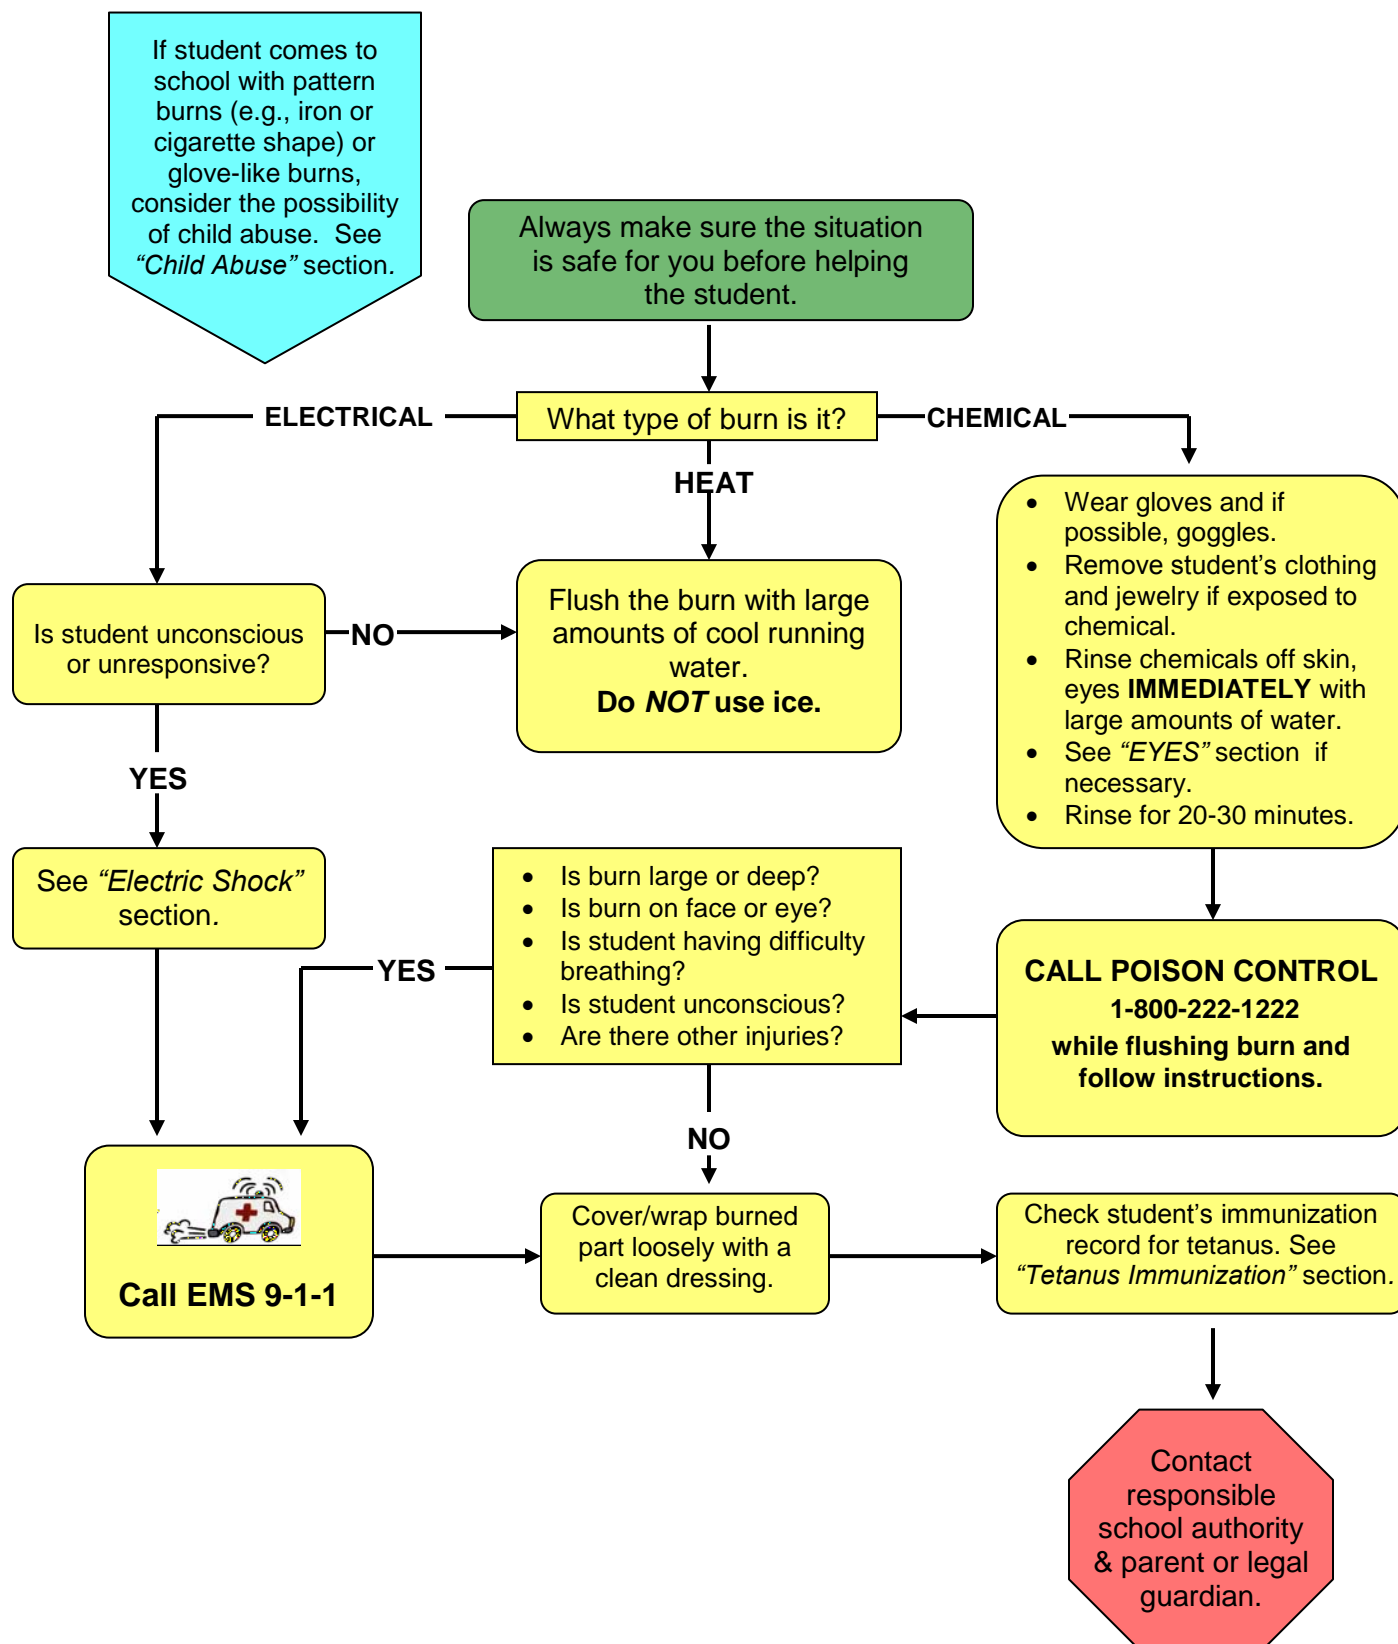 If student comes to
school with pattern
burns (e.g., iron or
cigarette shape) or
glove-like burns,
consider the possibility
of child abuse.  See
“Child Abuse” section.
Always make sure the situation
is safe for you before helping
the student.
What type of burn is it?
ELECTRICAL
CHEMICAL
HEAT
• Wear gloves and if
possible, goggles.
• Remove student’s clothing
and jewelry if exposed to
chemical.
• Rinse chemicals off skin,
eyes IMMEDIATELY with
large amounts of water.
• See “EYES” section  if
necessary.
• Rinse for 20-30 minutes.
Is student unconscious
or unresponsive?
NO
Flush the burn with large
amounts of cool running
water.
Do NOT use ice.
YES
See “Electric Shock”
section.
• Is burn large or deep?
• Is burn on face or eye?
• Is student having difficulty
breathing?
• Is student unconscious?
• Are there other injuries?
YES
CALL POISON CONTROL
1-800-222-1222
while flushing burn and
follow instructions.
NO
Call EMS 9-1-1
Cover/wrap burned
part loosely with a
clean dressing.
Check student’s immunization
record for tetanus. See
“Tetanus Immunization” section.
Contact
responsible
school authority
& parent or legal
guardian.